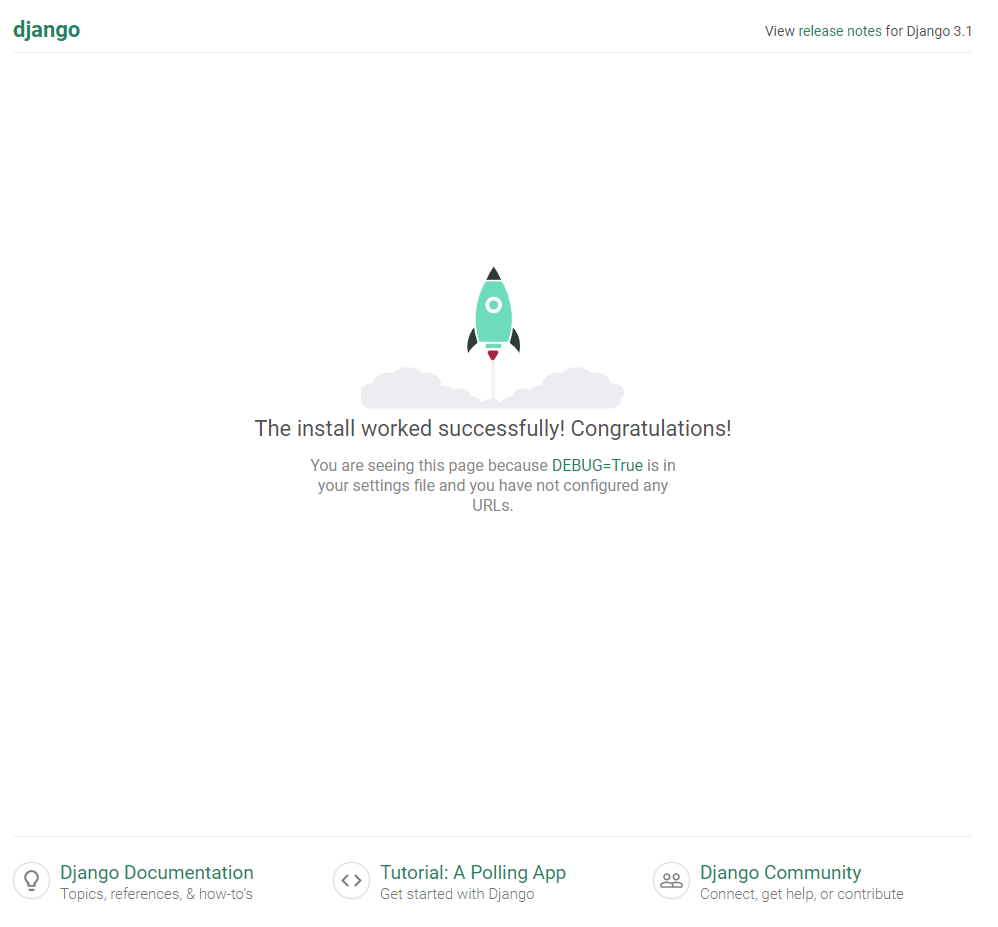 django
View release notes for Django 3.1
The install worked successfully! Congratulations!
You are seeing this page because DEBUG=True is in
your settings file and you have not configured any
URLs.
Django Documentation
Topics, references, & how-to’s
Tutorial: A Polling App
Get started with Django
Django Community
Connect, get help, or contribute